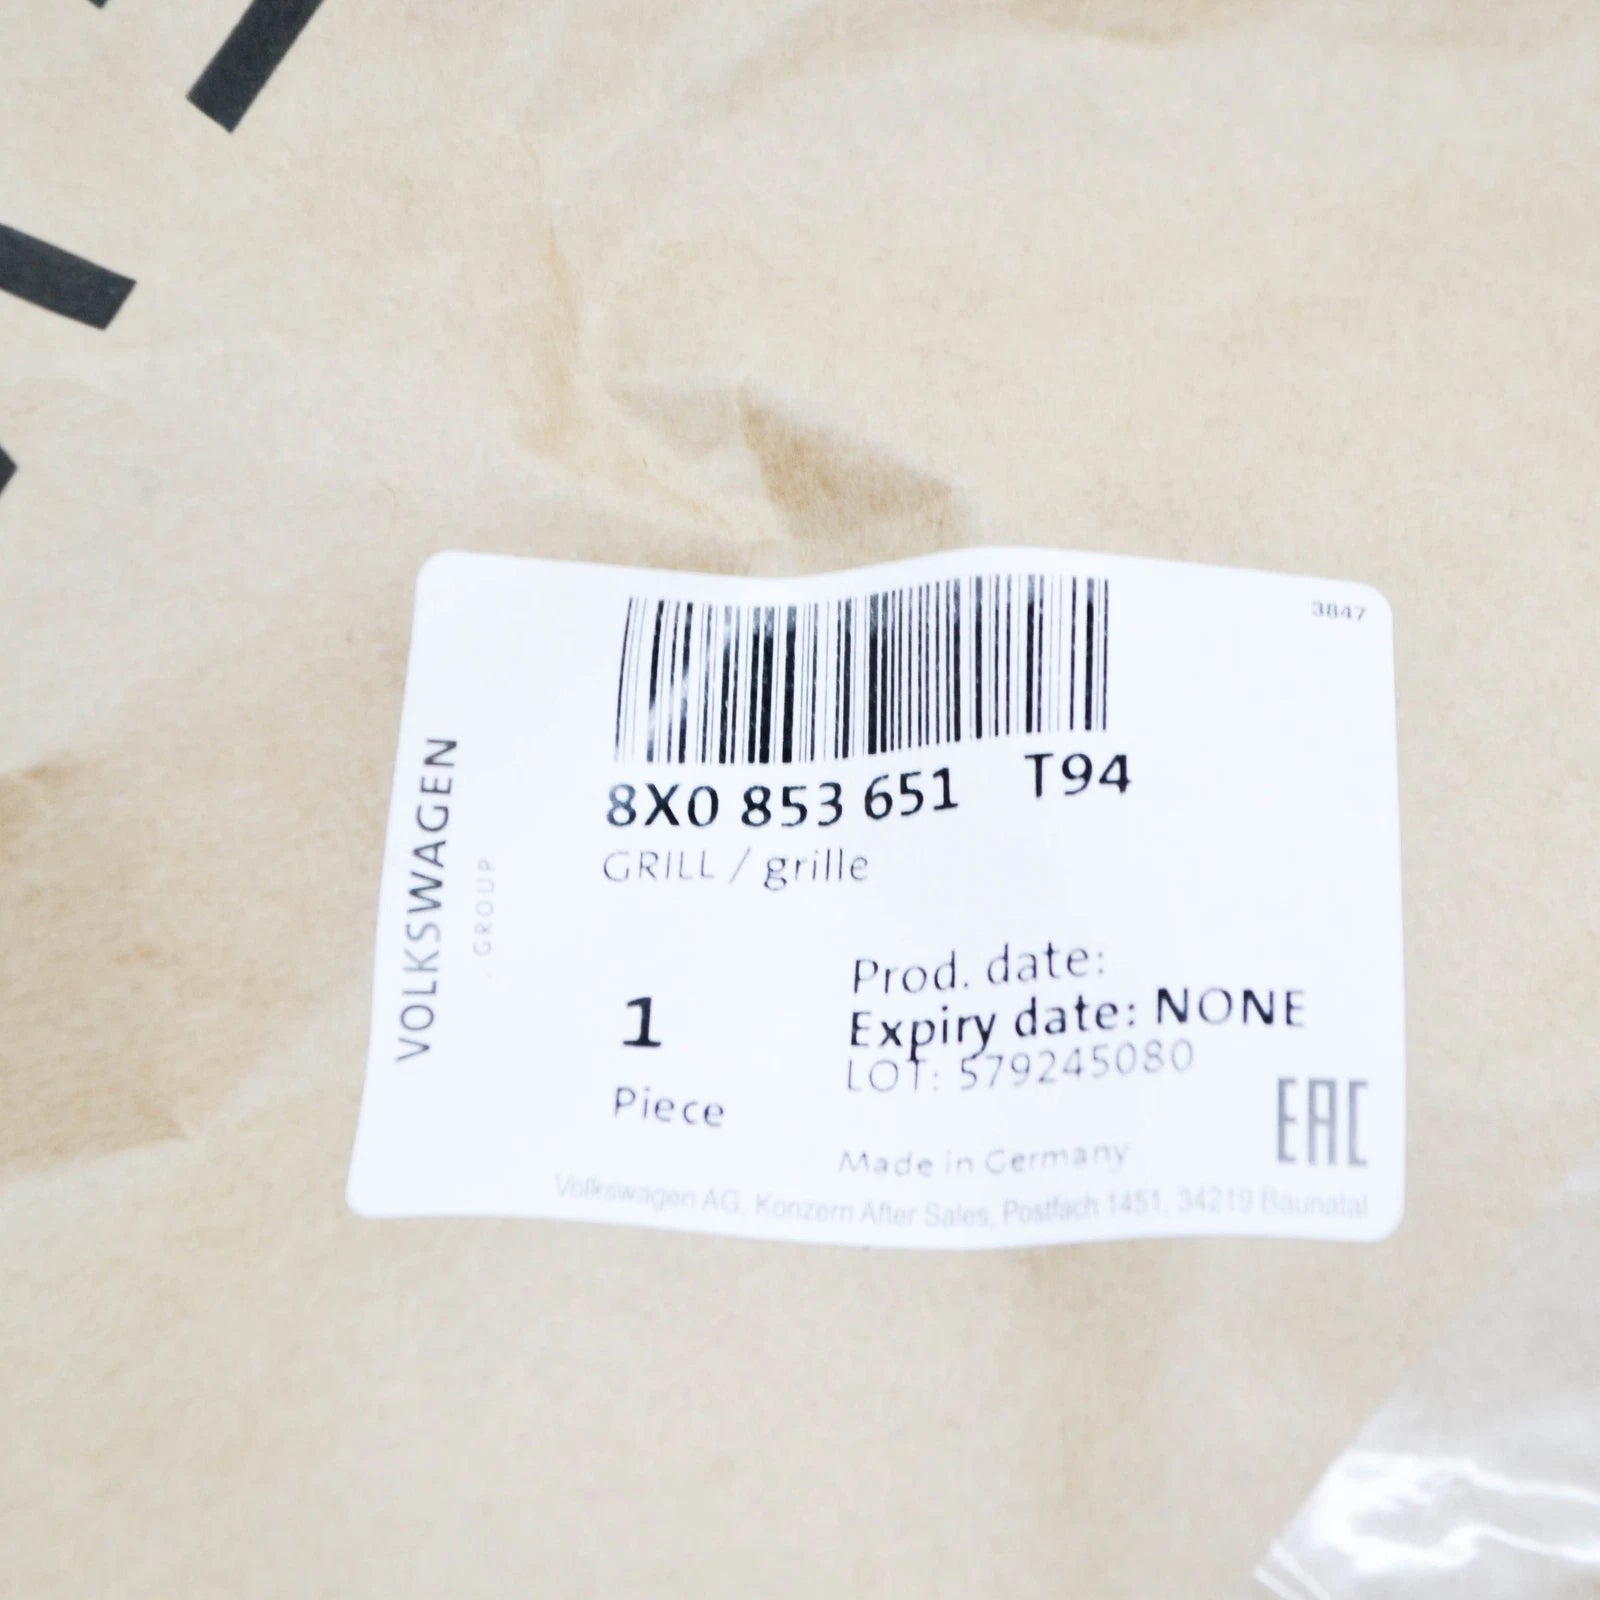 3847
8X0 853 651 T94
GRILL / grille
VOLKSWAGEN
GROUP
Prod. date:
Expiry date: NONE
LOT: 579245080
1
Piece
EAC
Made in Germany
Volkswagen AG, Konzern After Sales, Postfach 1451, 34219 Baunatal